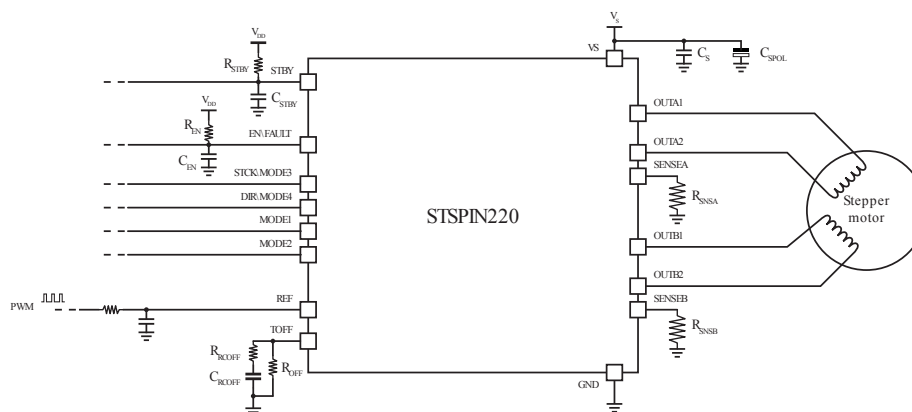 VS
VDD
RSTBY
STBY
VS
CS
CSPOL
CSTBY
VDD
OUTA1
REN
EN\FAULT
OUTA2
CEN
STCK\MODE3
SENSEA
DIR\MODE4
RSNSA
STSPIN220
Stepper
motor
MODE1
MODE2
OUTB1
OUTB2
PWM
REF
SENSEB
TOFF
RSNSB
RRCOFF
ROFF
CRCOFF
GND